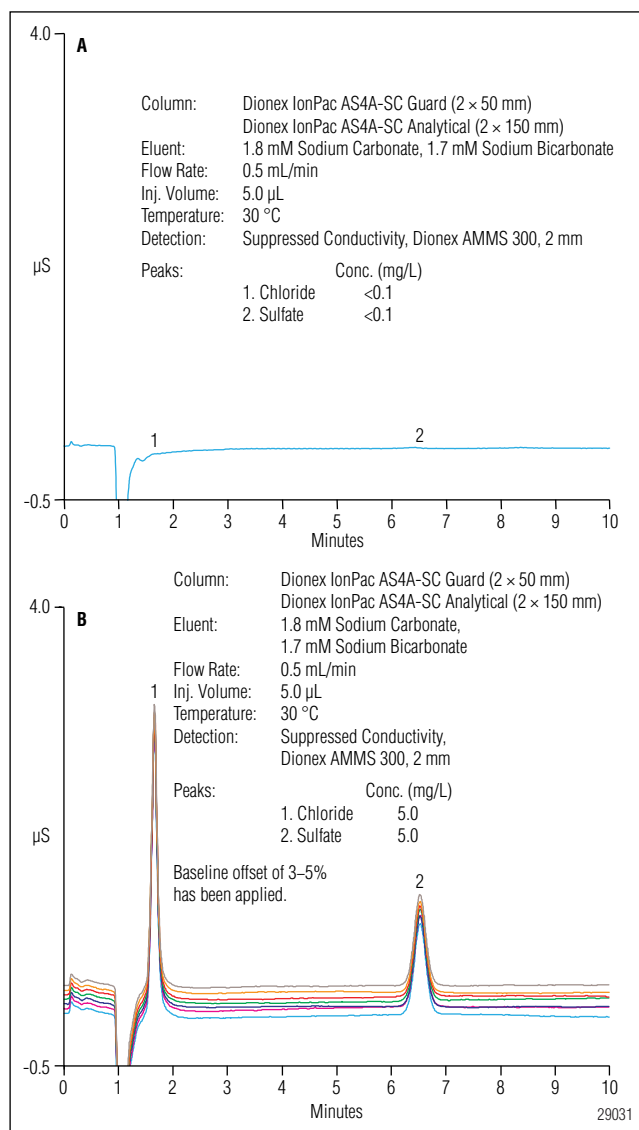 4.0
A
Column: Dionex IonPac AS4A-SC Guard (2 × 50 mm)
Dionex IonPac AS4A-SC Analytical (2 × 150 mm)
Eluent: 1.8 mM Sodium Carbonate, 1.7 mM Sodium Bicarbonate
Flow Rate: 0.5 mL/min
Inj. Volume: 5.0 µL
Temperature: 30 °C
Detection: Suppressed Conductivity, Dionex AMMS 300, 2 mm
µS
Peaks: Conc. (mg/L)
1. Chloride <0.1
2. Sulfate <0.1
1 2
-0.5
0 1 2 3 4 5 6 7 8 9 10
Minutes
Column: Dionex IonPac AS4A-SC Guard (2 × 50 mm)
Dionex IonPac AS4A-SC Analytical (2 × 150 mm)
4.0
B
Eluent: 1.8 mM Sodium Carbonate,
1.7 mM Sodium Bicarbonate
Flow Rate: 0.5 mL/min
1
Inj. Volume: 5.0 µL
Temperature: 30 °C
Detection: Suppressed Conductivity,
Dionex AMMS 300, 2 mm
Peaks: Conc. (mg/L)
1. Chloride 5.0
2. Sulfate 5.0
µS
Baseline offset of 3–5%
has been applied.
2
-0.5
0 1 2 3 4 5 6 7 8 9 10
Minutes
29031